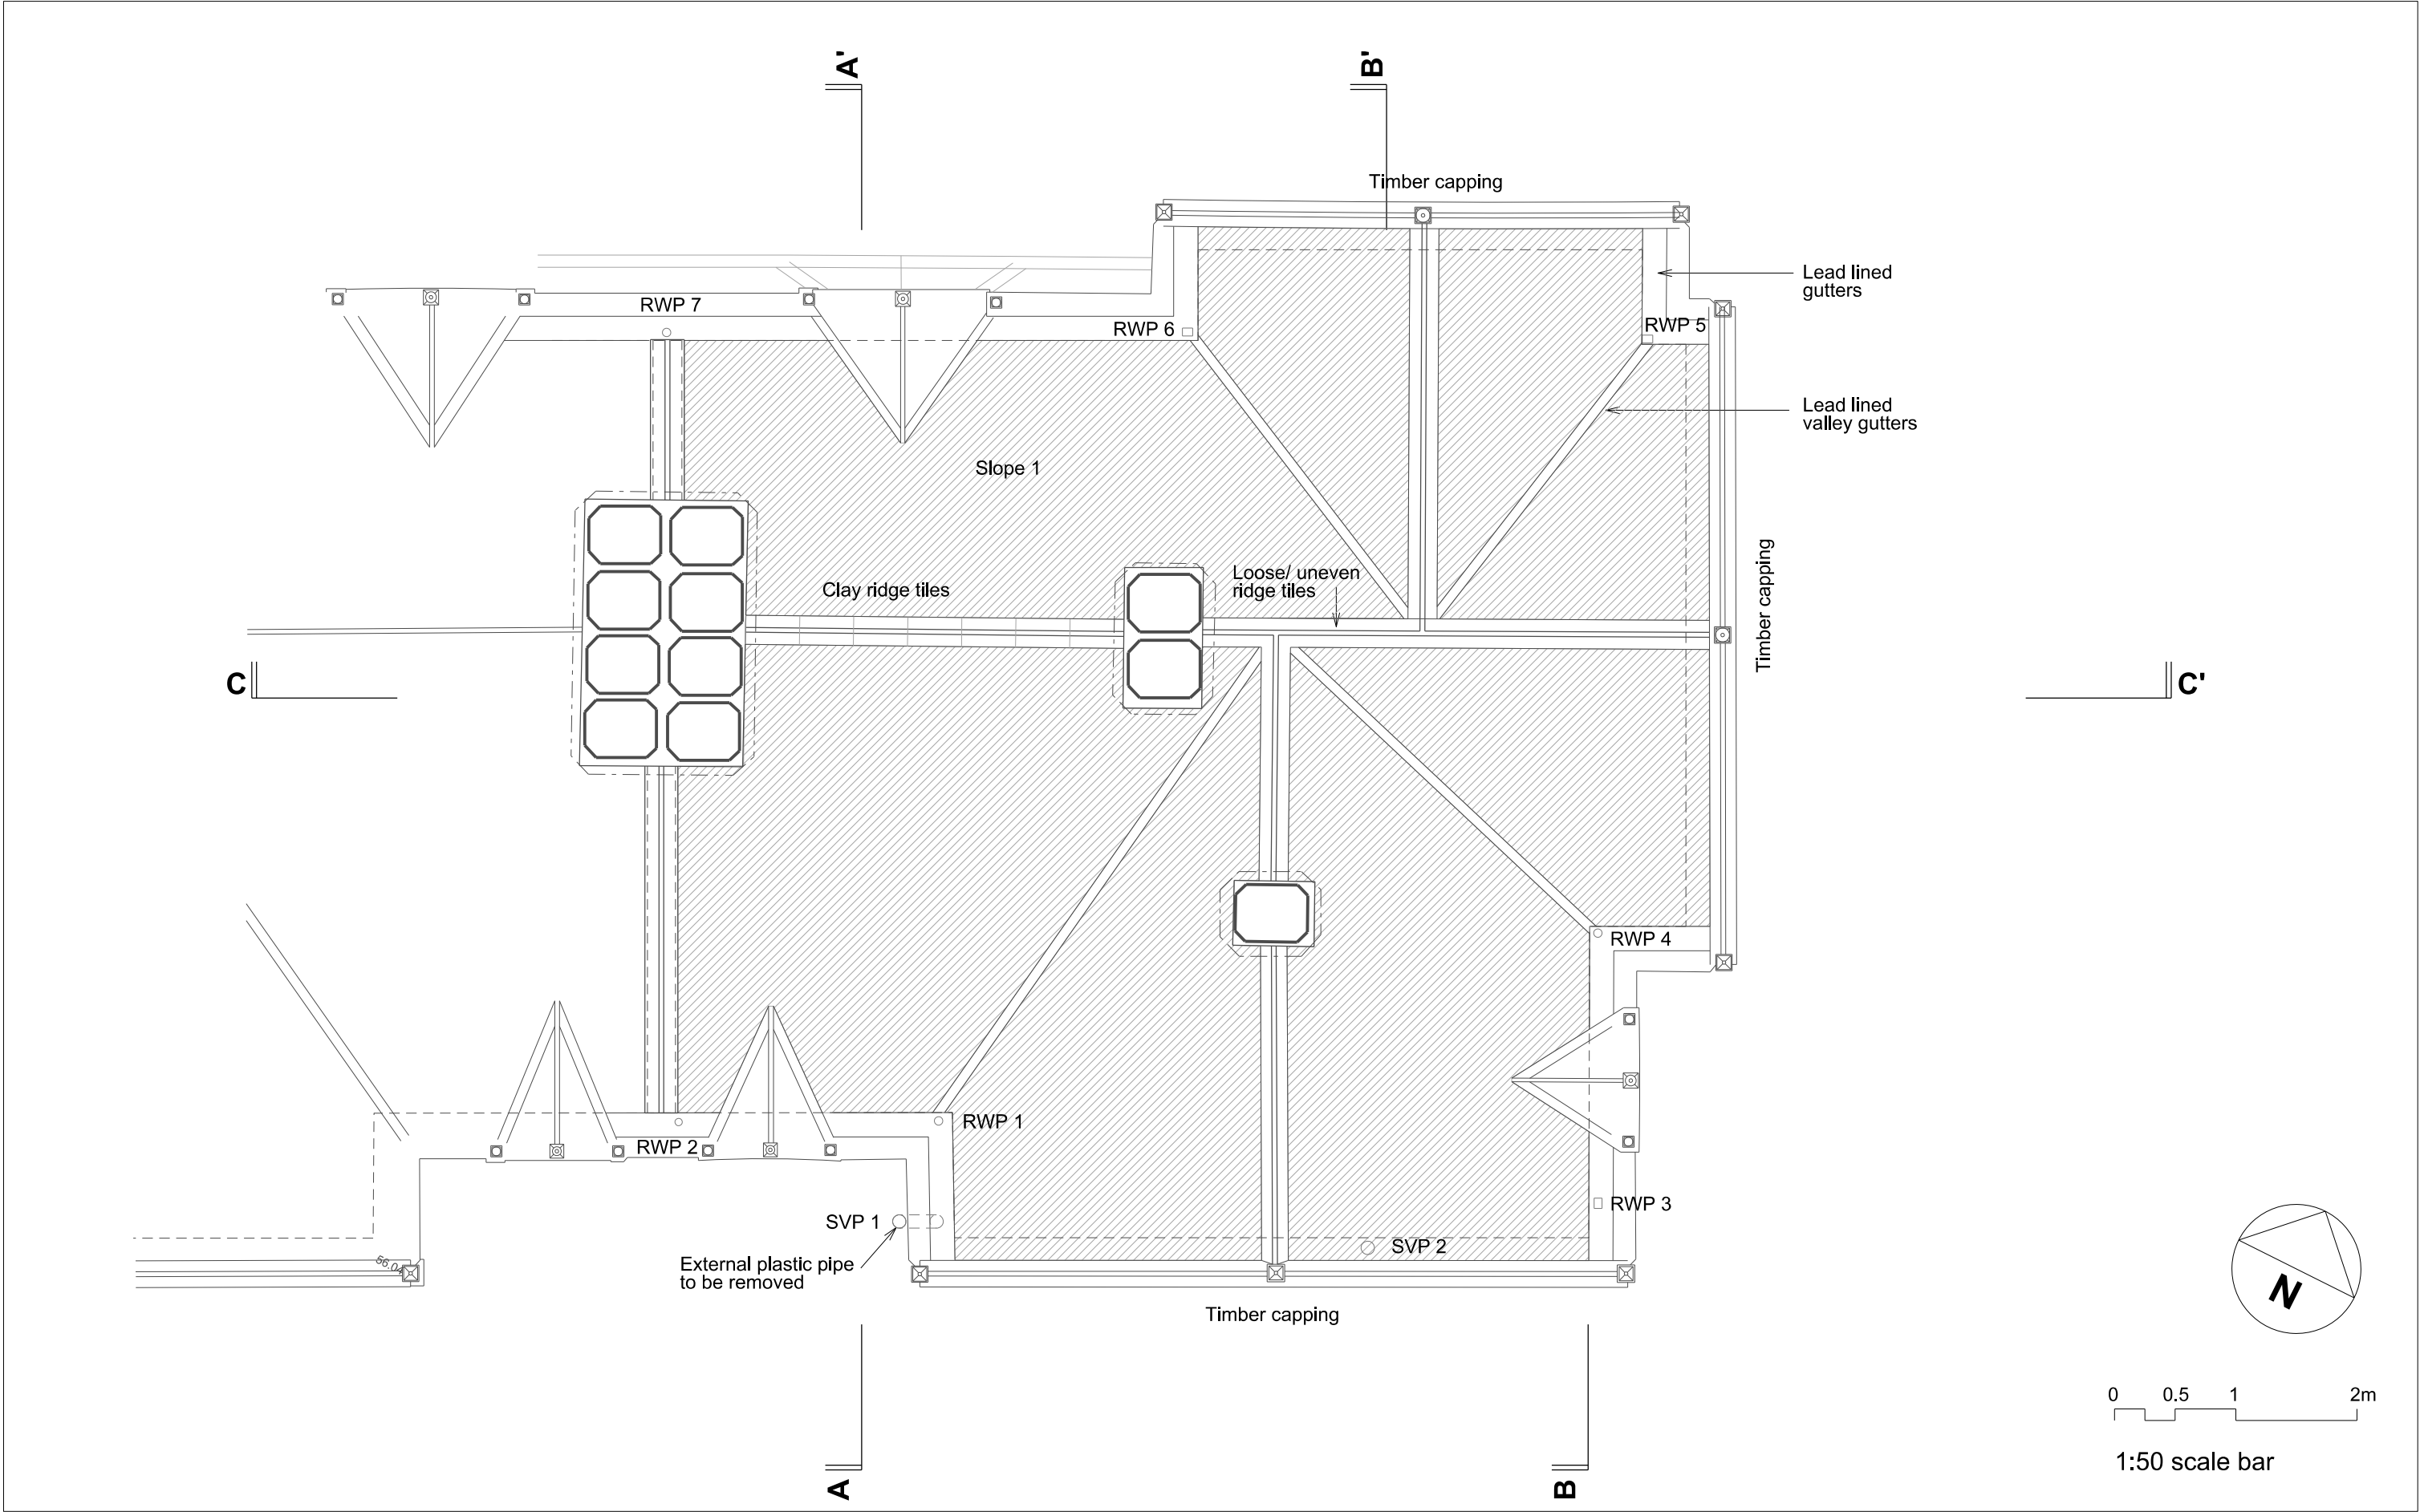 A'
B'
Timber capping
Lead lined
gutters
RWP 7
RWP 6
RWP 5
Lead lined
valley gutters
Slope 1
Timber capping
Clay ridge tiles
Loose/ uneven
ridge tiles
C
C'
RWP 4
RWP 1
RWP 2
RWP 3
SVP 1
SVP 2
External plastic pipe
to be removed
Timber capping
N
0 0.5 1 2m
1:50 scale bar
A
B